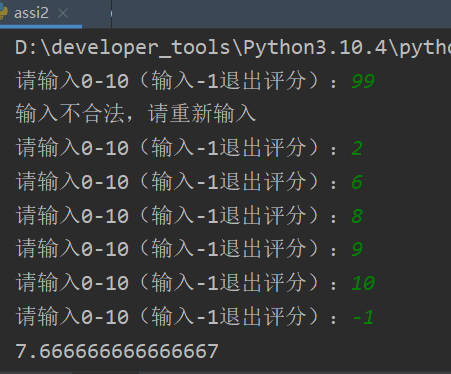 assi2
D:\developer_tools\Python3.10.4\pytho
请输入0-10（输入-1退出评分）：99
输入不合法，请重新输入
请输入0-10（输入-1退出评分）：2
请输入0-10（输入-1退出评分）：6
请输入0-10（输入-1退出评分）：8
请输入0-10（输入-1退出评分）：9
请输入0-10（输入-1退出评分）：10
请输入0-10（输入-1退出评分）：-1
7.666666666666667